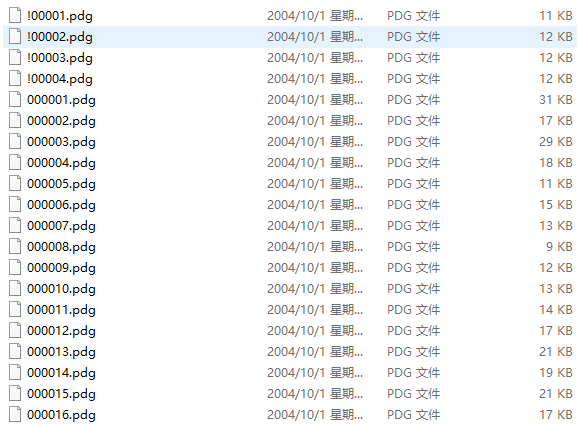 !00001.pdg 2004/10/1 星期... PDG 文件 11 KB
!00002.pdg 2004/10/1 星期... PDG 文件 12 KB
!00003.pdg 2004/10/1 星期... PDG 文件 12 KB
!00004.pdg 2004/10/1 星期... PDG 文件 12 KB
000001.pdg 2004/10/1 星期... PDG 文件 31 KB
000002.pdg 2004/10/1 星期... PDG 文件 17 KB
000003.pdg 2004/10/1 星期... PDG 文件 29 KB
000004.pdg 2004/10/1 星期... PDG 文件 18 KB
000005.pdg 2004/10/1 星期... PDG 文件 11 KB
000006.pdg 2004/10/1 星期... PDG 文件 15 KB
000007.pdg 2004/10/1 星期... PDG 文件 13 KB
000008.pdg 2004/10/1 星期... PDG 文件 9 KB
000009.pdg 2004/10/1 星期... PDG 文件 12 KB
000010.pdg 2004/10/1 星期... PDG 文件 13 KB
000011.pdg 2004/10/1 星期... PDG 文件 14 KB
000012.pdg 2004/10/1 星期... PDG 文件 17 KB
000013.pdg 2004/10/1 星期... PDG 文件 21 KB
000014.pdg 2004/10/1 星期... PDG 文件 19 KB
000015.pdg 2004/10/1 星期... PDG 文件 21 KB
000016.pdg 2004/10/1 星期... PDG 文件 17 KB